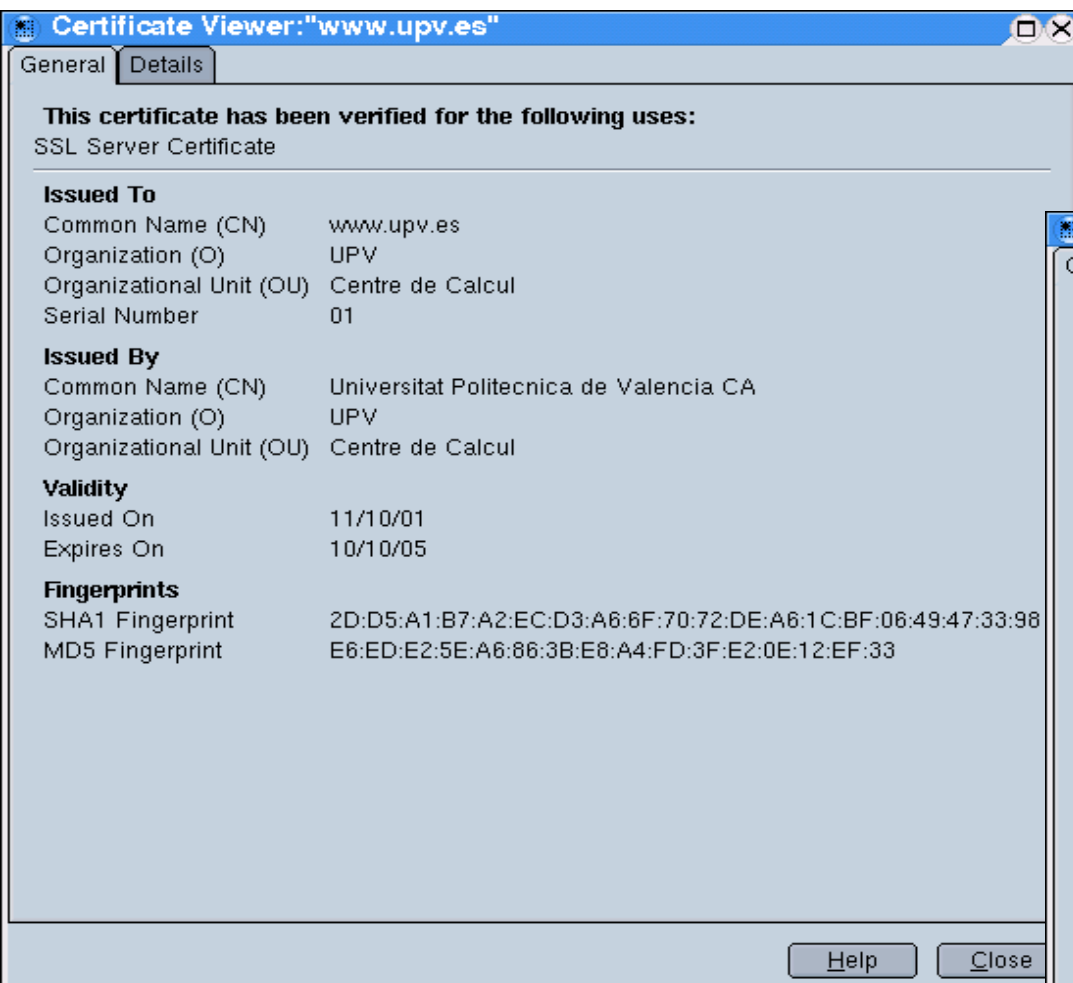 Certificate Viewer:"www.upv.es"
General Details
This certificate has been verified for the following uses:
SSL Server Certificate
Issued To
Common Name (CN) www.upv.es
Organization (O) UPV
Organizational Unit (OU) Centre de Calcul
Serial Number 01
Issued By
Common Name (CN) Universitat Politecnica de Valencia CA
Organization (O) UPV
Organizational Unit (OU) Centre de Calcul
Validity
Issued On 11/10/01
Expires On 10/10/05
Fingerprints
SHA1 Fingerprint 2D:D5:A1:B7:A2:EC:D3:A6:6F:70:72:DE:A6:1C:BF:06:49:47:33:98
MD5 Fingerprint E6:ED:E2:5E:A6:86:3B:E8:A4:FD:3F:E2:0E:12:EF:33
Help Close